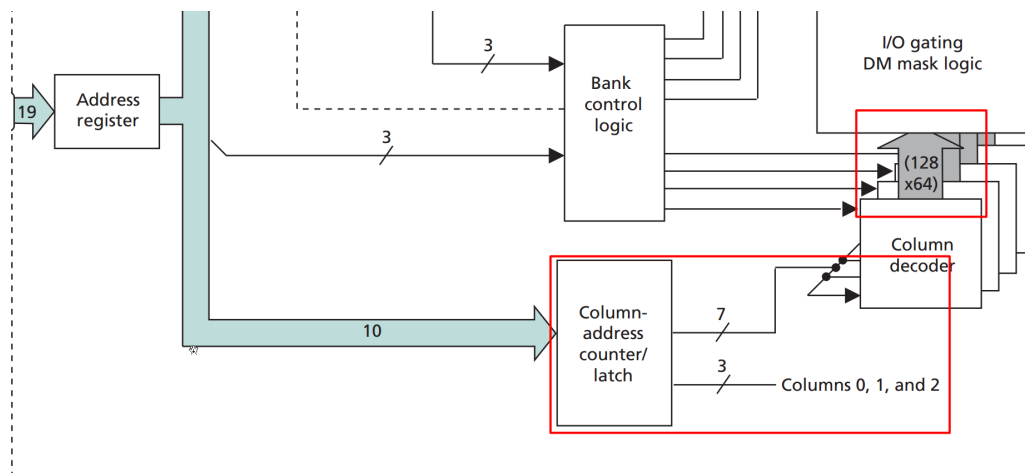 19
Address
register
3
3
Bank
control
logic
I/O gating
DM mask logic
(128
x64)
Column
decoder
10
Column-
address
counter/
latch
7
3
Columns 0, 1, and 2